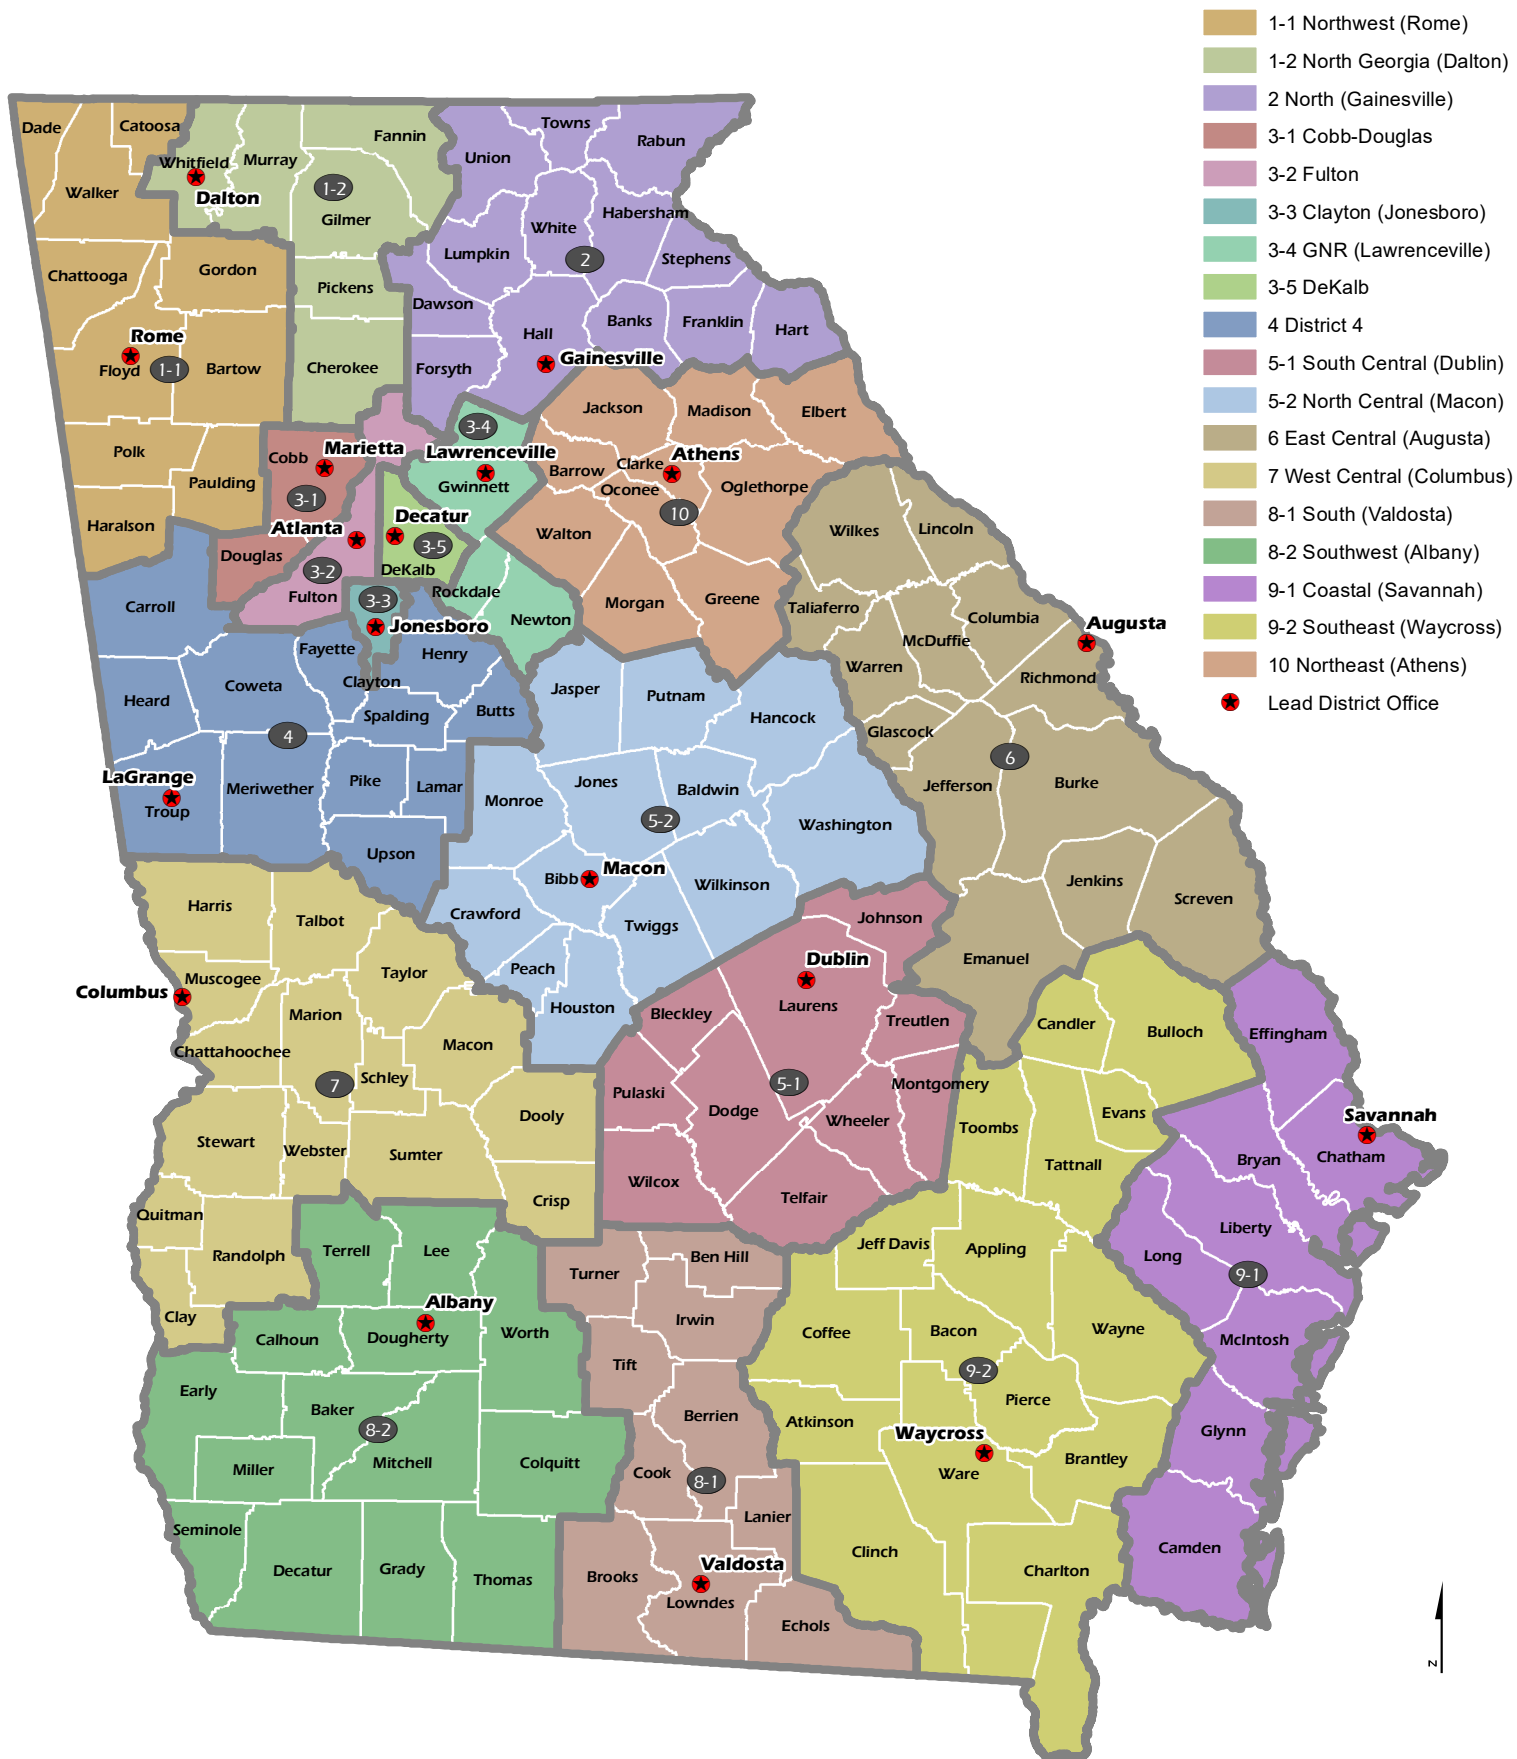 1-1 Northwest (Rome)
1-2 North Georgia (Dalton)
2 North (Gainesville)
3-1 Cobb-Douglas
3-2 Fulton
3-3 Clayton (Jonesboro)
3-4 GNR (Lawrenceville)
3-5 DeKalb
4 District 4
5-1 South Central (Dublin)
5-2 North Central (Macon)
6 East Central (Augusta)
7 West Central (Columbus)
8-1 South (Valdosta)
8-2 Southwest (Albany)
9-1 Coastal (Savannah)
9-2 Southeast (Waycross)
10 Northeast (Athens)
Lead District Office
Dade
Catoosa
Walker
Chattooga
Gordon
Rome
Floyd
1-1
Bartow
Polk
Paulding
Haralson
Whitfield
Murray
Fannin
Dalton
1-2
Gilmer
Pickens
Cherokee
Towns
Union
Rabun
White
Habersham
Lumpkin
2
Stephens
Dawson
Hall
Banks
Franklin
Hart
Forsyth
Gainesville
Cobb
Marietta
3-1
Douglas
Atlanta
3-2
Fulton
3-4
Lawrenceville
Gwinnett
Rockdale
Newton
Decatur
3-5
DeKalb
3-3
Jonesboro
Clayton
Jackson
Madison
Elbert
Barrow
Clarke
Athens
Oconee
Oglethorpe
10
Walton
Morgan
Greene
Carroll
Fayette
Henry
Heard
Coweta
Spalding
Butts
4
LaGrange
Troup
Meriwether
Pike
Lamar
Upson
Jasper
Putnam
Hancock
Monroe
Jones
Baldwin
5-2
Washington
Bibb
Macon
Wilkinson
Crawford
Twiggs
Peach
Houston
Wilkes
Lincoln
Taliaferro
Columbia
McDuffie
Augusta
Warren
Richmond
Glascock
6
Jefferson
Burke
Jenkins
Screven
Emanuel
Harris
Talbot
Muscogee
Taylor
Columbus
Marion
Chattahoochee
Macon
Schley
7
Dooly
Stewart
Webster
Sumter
Crisp
Quitman
Randolph
Clay
Johnson
Dublin
Laurens
Bleckley
Treutlen
5-1
Montgomery
Pulaski
Dodge
Wheeler
Wilcox
Telfair
Candler
Bulloch
Toombs
Evans
Tattnall
Jeff Davis
Appling
Coffee
Bacon
Wayne
9-2
Pierce
Atkinson
Waycross
Ware
Brantley
Clinch
Charlton
Effingham
Savannah
Chatham
Bryan
Liberty
Long
9-1
McIntosh
Glynn
Camden
Terrell
Lee
Albany
Calhoun
Dougherty
Worth
Early
Baker
8-2
Miller
Mitchell
Colquitt
Seminole
Decatur
Grady
Thomas
Turner
Ben Hill
Irwin
Tift
Berrien
Cook
8-1
Lanier
Brooks
Valdosta
Lowndes
Echols
z